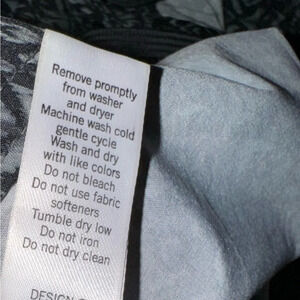 Remove promptly
from washer
and dryer
Machine wash cold
gentle cycle
Wash and dry
with like colors
Do not bleach
Do not use fabric
softeners
Tumble dry low
Do not iron
Do not dry clean
DESIGN